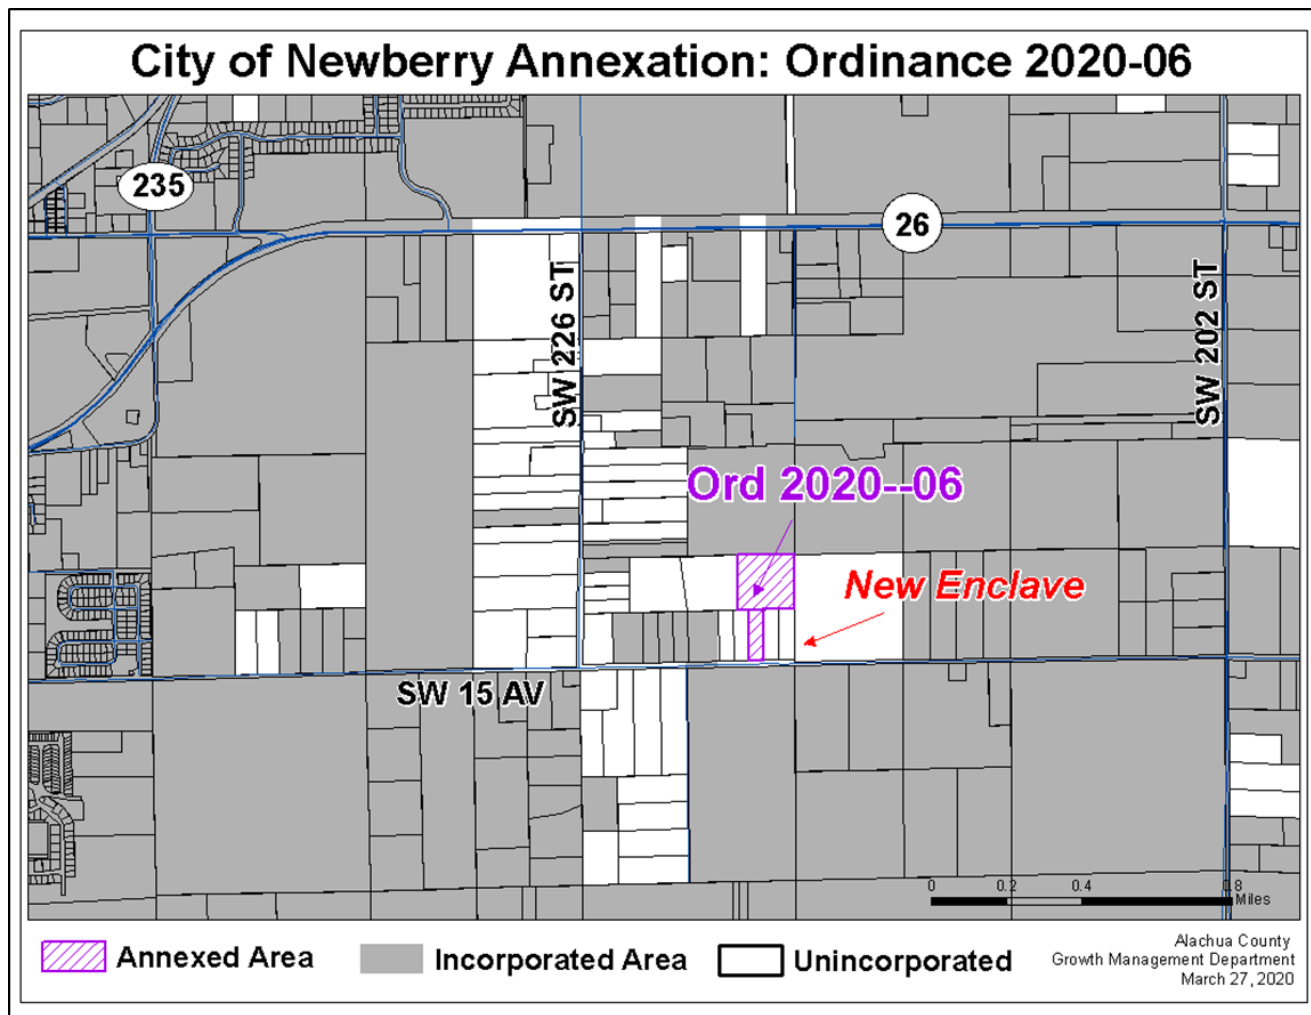 City of Newberry Annexation: Ordinance 2020-06
235
26
SW 226 ST
SW 202 ST
Ord 2020--06
New Enclave
SW 15 AV
0 0.2 0.4 0.8
Miles
Annexed Area
Incorporated Area
Unincorporated
Alachua County
Growth Management Department
March 27, 2020